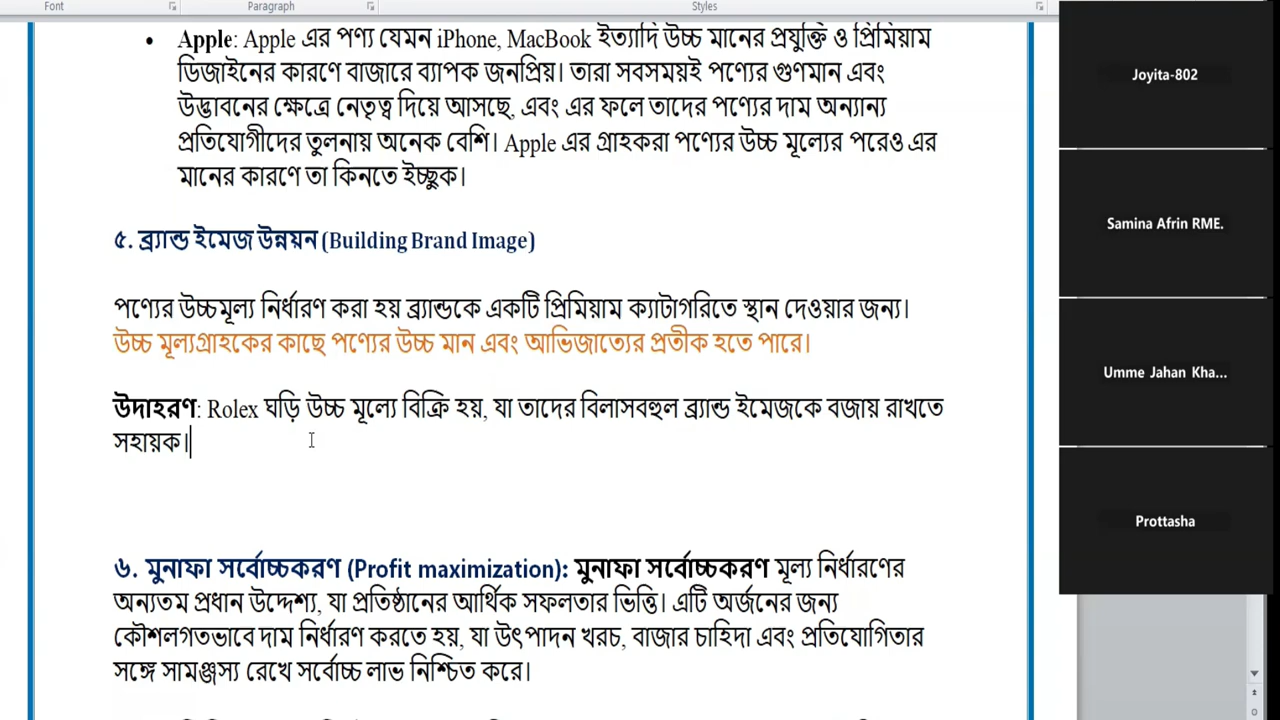 Font
Paragraph
Styles
• Apple: Apple এর পণ্য যেমন iPhone, MacBook ইত্যাদি উচ্চ মানের প্রযুক্তি ও প্রিমিয়াম
ডিজাইনের কারণে বাজারে ব্যাপক জনপ্রিয়। তারা সবসময়ই পণ্যের গুণমান এবং
উদ্ভাবনের ক্ষেত্রে নেতৃত্ব দিয়ে আসছে, এবং এর ফলে তাদের পণ্যের দাম অন্যান্য
প্রতিযোগীদের তুলনায় অনেক বেশি। Apple এর গ্রাহকরা পণ্যের উচ্চ মূল্যের পরেও এর
মানের কারণে তা কিনতে ইচ্ছুক।
৫. ব্র্যান্ড ইমেজ উন্নয়ন (Building Brand Image)
পণ্যের উচ্চমূল্য নির্ধারণ করা হয় ব্র্যান্ডকে একটি প্রিমিয়াম ক্যাটাগরিতে স্থান দেওয়ার জন্য।
উচ্চ মূল্যগ্রাহকের কাছে পণ্যের উচ্চ মান এবং আভিজাত্যের প্রতীক হতে পারে।
উদাহরণ: Rolex ঘড়ি উচ্চ মূল্যে বিক্রি হয়, যা তাদের বিলাসবহুল ব্র্যান্ড ইমেজকে বজায় রাখতে
সহায়ক।
৬. মুনাফা সর্বোচ্চকরণ (Profit maximization): মুনাফা সর্বোচ্চকরণ মূল্য নির্ধারণের
অন্যতম প্রধান উদ্দেশ্য, যা প্রতিষ্ঠানের আর্থিক সফলতার ভিত্তি। এটি অর্জনের জন্য
কৌশলগতভাবে দাম নির্ধারণ করতে হয়, যা উৎপাদন খরচ, বাজার চাহিদা এবং প্রতিযোগিতার
সঙ্গে সামঞ্জস্য রেখে সর্বোচ্চ লাভ নিশ্চিত করে।
Joyita-802
Samina Afrin RME.
Umme Jahan Kha...
Prottasha